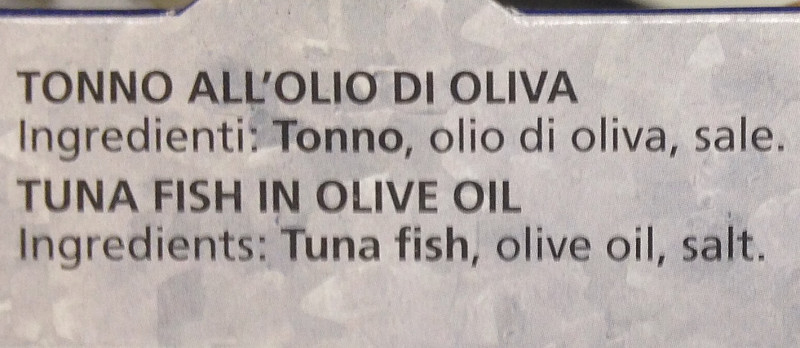 TONNO ALL'OLIO DI OLIVA
Ingredienti: Tonno, olio di oliva, sale.
TUNA FISH IN OLIVE OIL
Ingredients: Tuna fish, olive oil, salt.